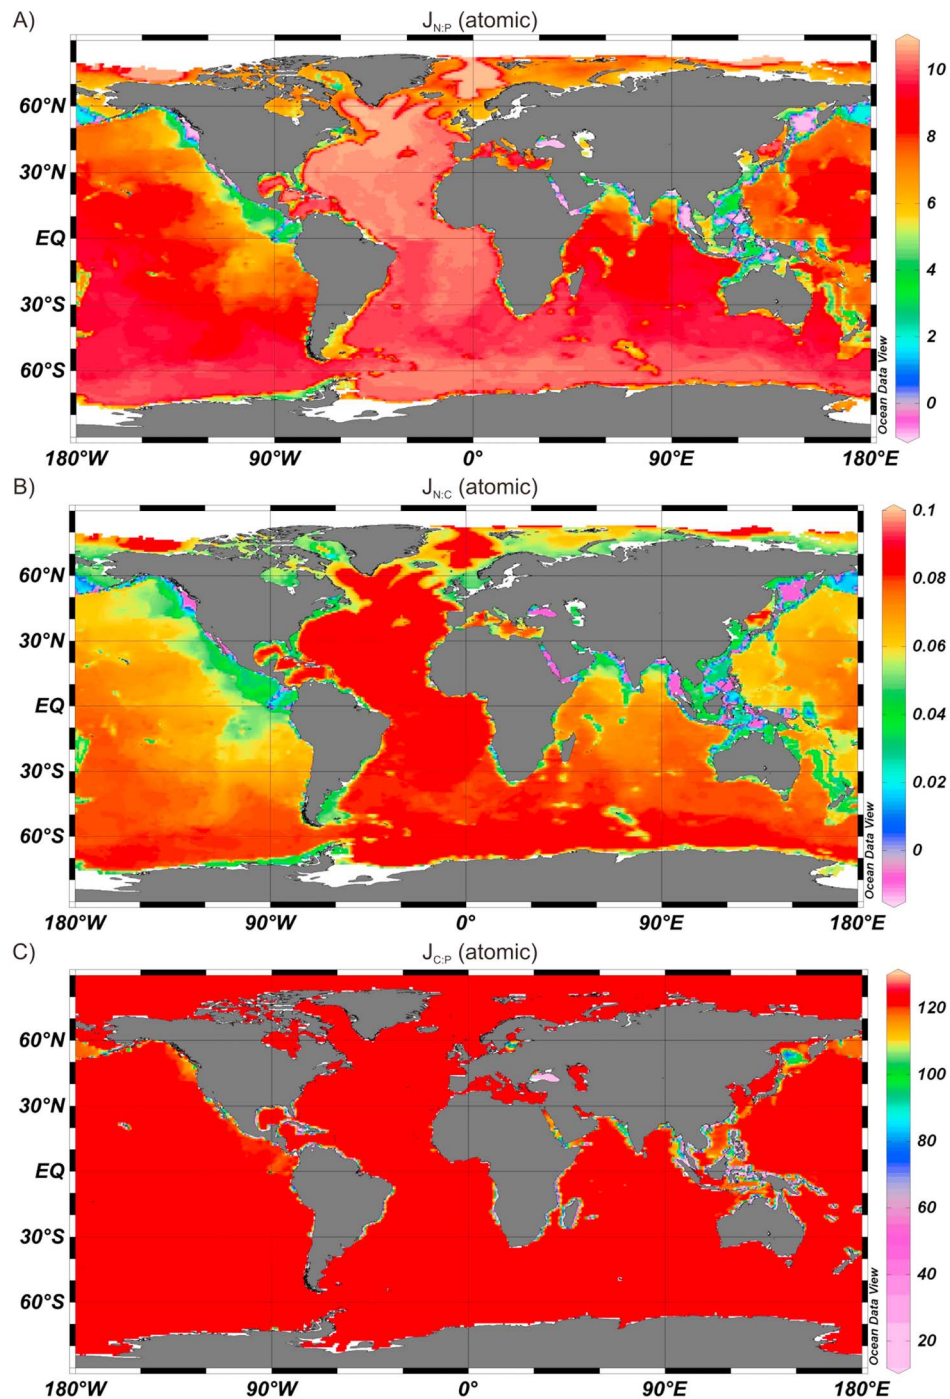 A)
J_N:P (atomic)
60°N
30°N
EQ
30°S
60°S
180°W 90°W 0° 90°E 180°E
Ocean Data View
10
8
6
4
2
0
B)
J_N:C (atomic)
60°N
30°N
EQ
30°S
60°S
180°W 90°W 0° 90°E 180°E
Ocean Data View
0.1
0.08
0.06
0.04
0.02
0
C)
J_C:P (atomic)
60°N
30°N
EQ
30°S
60°S
180°W 90°W 0° 90°E 180°E
Ocean Data View
120
100
80
60
40
20